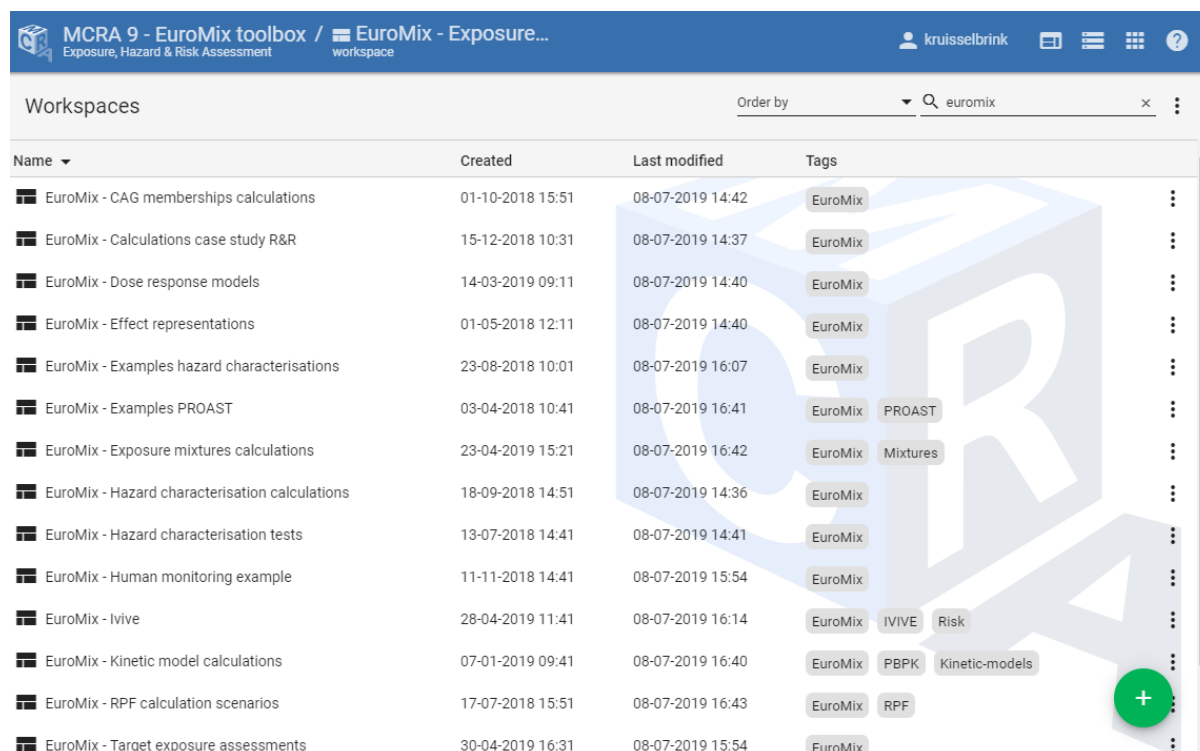 MCRA 9 - EuroMix toolbox / EuroMix - Exposure...
Exposure, Hazard & Risk Assessment workspace
kruisselbrink
Workspaces
Order by euromix
Name Created Last modified Tags
EuroMix - CAG memberships calculations 01-10-2018 15:51 08-07-2019 14:42 EuroMix
EuroMix - Calculations case study R&R 15-12-2018 10:31 08-07-2019 14:37 EuroMix
EuroMix - Dose response models 14-03-2019 09:11 08-07-2019 14:40 EuroMix
EuroMix - Effect representations 01-05-2018 12:11 08-07-2019 14:40 EuroMix
EuroMix - Examples hazard characterisations 23-08-2018 10:01 08-07-2019 16:07 EuroMix
EuroMix - Examples PROAST 03-04-2018 10:41 08-07-2019 16:41 EuroMix PROAST
EuroMix - Exposure mixtures calculations 23-04-2019 15:21 08-07-2019 16:42 EuroMix Mixtures
EuroMix - Hazard characterisation calculations 18-09-2018 14:51 08-07-2019 14:36 EuroMix
EuroMix - Hazard characterisation tests 13-07-2018 14:41 08-07-2019 14:41 EuroMix
EuroMix - Human monitoring example 11-11-2018 14:41 08-07-2019 15:54 EuroMix
EuroMix - Ivive 28-04-2019 11:41 08-07-2019 16:14 EuroMix IVIVE Risk
EuroMix - Kinetic model calculations 07-01-2019 09:41 08-07-2019 16:40 EuroMix PBPK Kinetic-models
EuroMix - RPF calculation scenarios 17-07-2018 15:51 08-07-2019 16:43 EuroMix RPF
EuroMix - Target exposure assessments 30-04-2019 16:31 08-07-2019 15:54 EuroMix